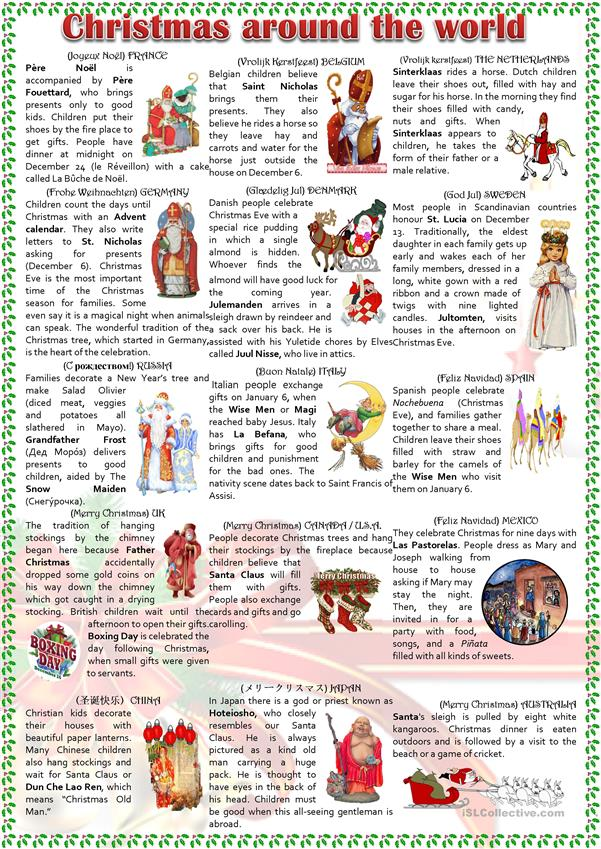 Christmas around the world
(Joyeux Noël) FRANCE
Père Noël is
accompanied by Père
Fouettard, who brings
presents only to good
kids. Children put their
shoes by the fire place to
get gifts. People have
dinner at midnight on
December 24 (le Réveillon) with a cake
called La Bûche de Noël.
(Vrolijk Kerstfeest) BELGIUM
Belgian children believe
that Saint Nicholas
brings them their
presents. They also
believe he rides a horse so
they leave hay and
carrots and water for the
horse just outside the
house on December 6.
(Vrolijk kerstfeest) THE NETHERLANDS
Sinterklaas rides a horse. Dutch children
leave their shoes out, filled with hay and
sugar for his horse. In the morning they find
their shoes filled with candy,
nuts and gifts. When
Sinterklaas appears to
children, he takes the
form of their father or a
male relative.
(Frohe Weihnachten) GERMANY
Children count the days until
Christmas with an Advent
calendar. They also write
letters to St. Nicholas
asking for presents
(December 6). Christmas
Eve is the most important
time of the Christmas
season for families. Some
even say it is a magical night when animals
can speak. The wonderful tradition of the
Christmas tree, which started in Germany,
is the heart of the celebration.
(Glædelig Jul) DENMARK
Danish people celebrate
Christmas Eve with a
special rice pudding
in which a single
almond is hidden.
Whoever finds the
almond will have good luck for
the coming year.
Julemanden arrives in a
sleigh drawn by reindeer and
a sack over his back. He is
assisted with his Yuletide chores by Elves
called Juul Nisse, who live in attics.
(God Jul) SWEDEN
Most people in Scandinavian countries
honour St. Lucia on December
13. Traditionally, the eldest
daughter in each family gets up
early and wakes each of her
family members, dressed in a
long, white gown with a red
ribbon and a crown made of
twigs with nine lighted
candles. Jultomten, visits
houses in the afternoon on
Christmas Eve.
(С рождеством!) RUSSIA
Families decorate a New Year's tree and
make Salad Olivier
(diced meat, veggies
and potatoes all
slathered in Mayo).
Grandfather Frost
(Дед Моро́з) delivers
presents to good
children, aided by The
Snow Maiden
(Снегу́рочка).
(Buon Natale) ITALY
Italian people exchange
gifts on January 6, when
the Wise Men or Magi
reached baby Jesus. Italy
has La Befana, who
brings gifts for good
children and punishment
for the bad ones. The
nativity scene dates back to Saint Francis of
Assisi.
(Feliz Navidad) SPAIN
Spanish people celebrate
Nochebuena (Christmas
Eve), and families gather
together to share a meal.
Children leave their shoes
filled with straw and
barley for the camels of
the Wise Men who visit
them on January 6.
(Merry Christmas) UK
The tradition of hanging
stockings by the chimney
began here because Father
Christmas accidentally
dropped some gold coins on
his way down the chimney
which got caught in a drying
stocking. British children wait until the
afternoon to open their gifts.
Boxing Day is celebrated the
day following Christmas,
when small gifts were given
to servants.
BOXING
DAY
(Merry Christmas) CANADA / U.S.A.
People decorate Christmas trees and hang
their stockings by the fireplace because
children believe that
Santa Claus will fill
them with gifts.
People also exchange
cards and gifts and go
carolling.
Merry Christmas
(Feliz Navidad) MEXICO
They celebrate Christmas for nine days with
Las Pastorelas. People dress as Mary and
Joseph walking from
house to house
asking if Mary may
stay the night.
Then, they are
invited in for a
party with food,
songs, and a Piñata
filled with all kinds of sweets.
(圣诞快乐) CHINA
Christian kids decorate
their houses with
beautiful paper lanterns.
Many Chinese children
also hang stockings and
wait for Santa Claus or
Dun Che Lao Ren, which
means "Christmas Old
Man."
(メリークリスマス) JAPAN
In Japan there is a god or priest known as
Hoteiosho, who closely
resembles our Santa
Claus. He is always
pictured as a kind old
man carrying a huge
pack. He is thought to
have eyes in the back of
his head. Children must
be good when this all-seeing gentleman is
abroad.
(Merry Christmas) AUSTRALIA
Santa's sleigh is pulled by eight white
kangaroos. Christmas dinner is eaten
outdoors and is followed by a visit to the
beach or a game of cricket.
iSLCollective.com